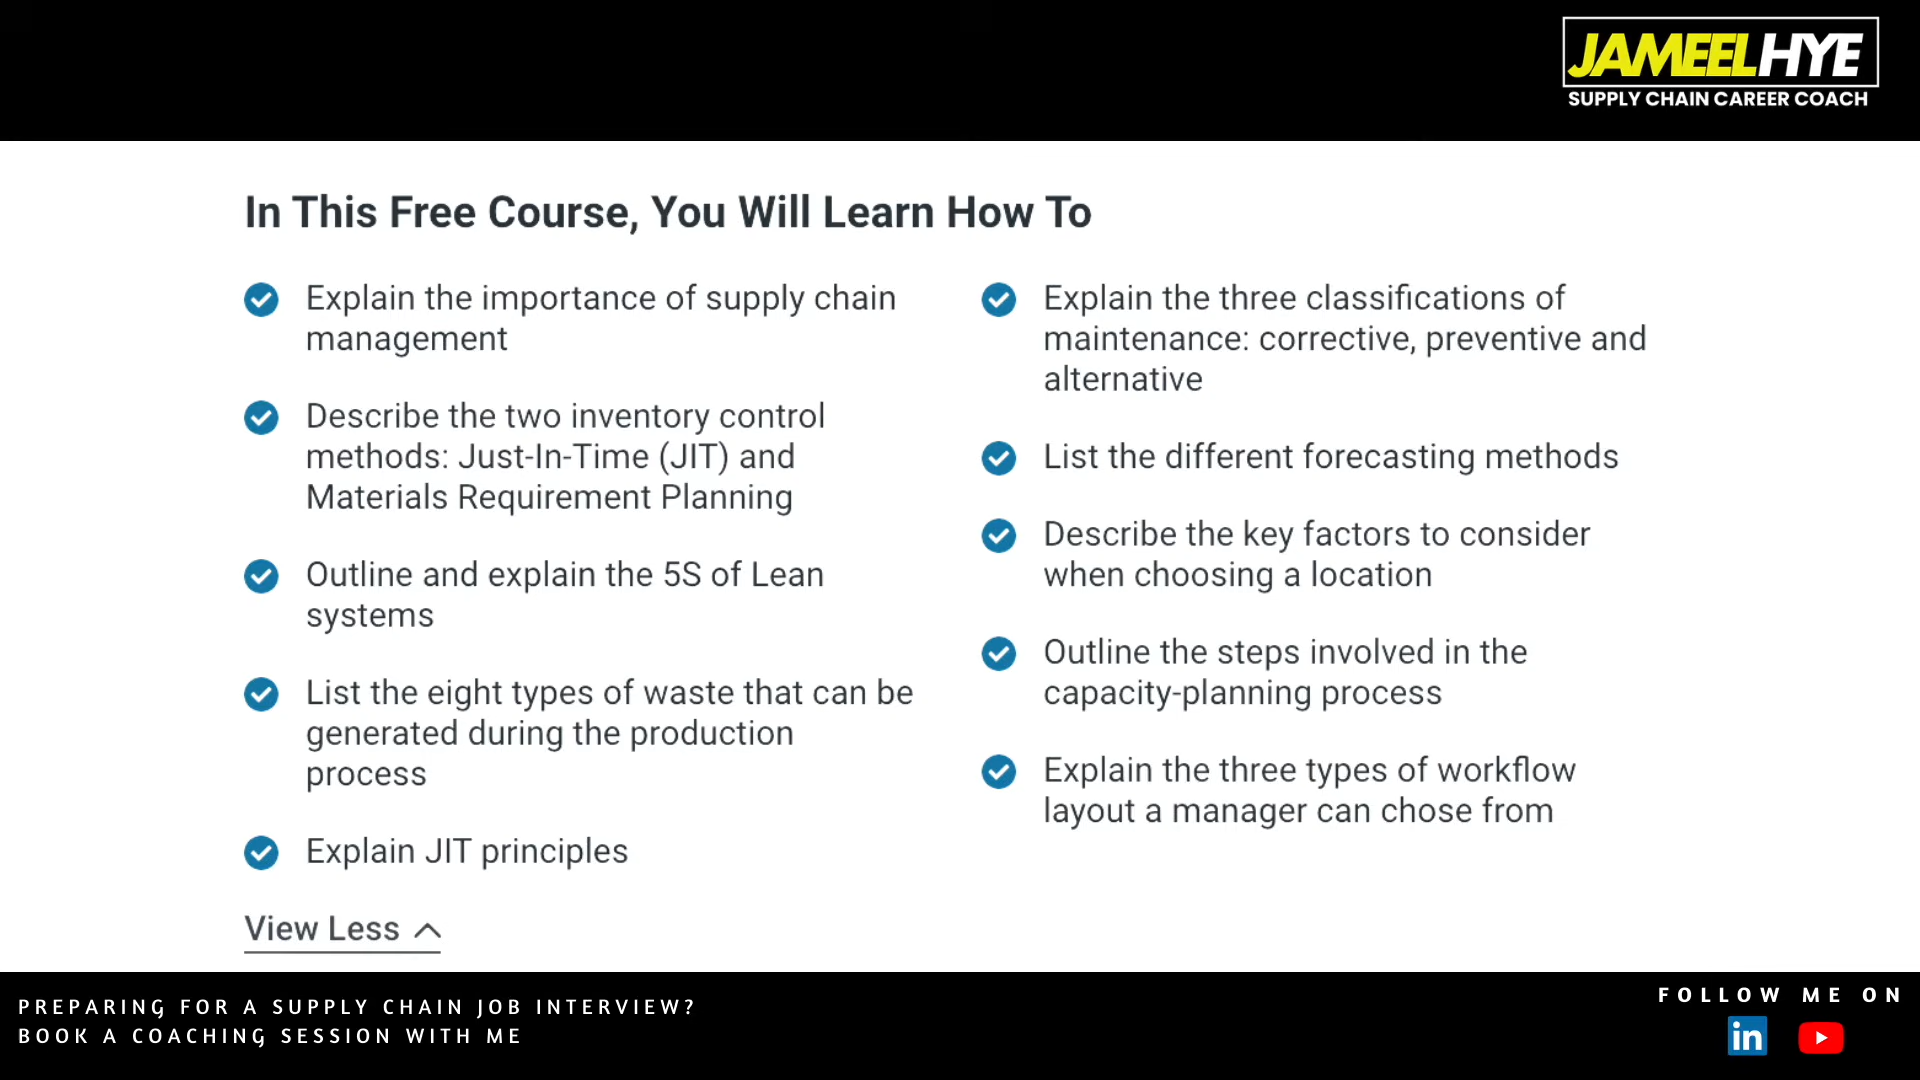 JAMEELHYE
SUPPLY CHAIN CAREER COACH
In This Free Course, You Will Learn How To
Explain the importance of supply chain
management
Describe the two inventory control
methods: Just-In-Time (JIT) and
Materials Requirement Planning
Outline and explain the 5S of Lean
systems
List the eight types of waste that can be
generated during the production
process
Explain JIT principles
View Less
Explain the three classifications of
maintenance: corrective, preventive and
alternative
List the different forecasting methods
Describe the key factors to consider
when choosing a location
Outline the steps involved in the
capacity-planning process
Explain the three types of workflow
layout a manager can chose from
PREPARING FOR A SUPPLY CHAIN JOB INTERVIEW?
BOOK A COACHING SESSION WITH ME
FOLLOW ME ON
in